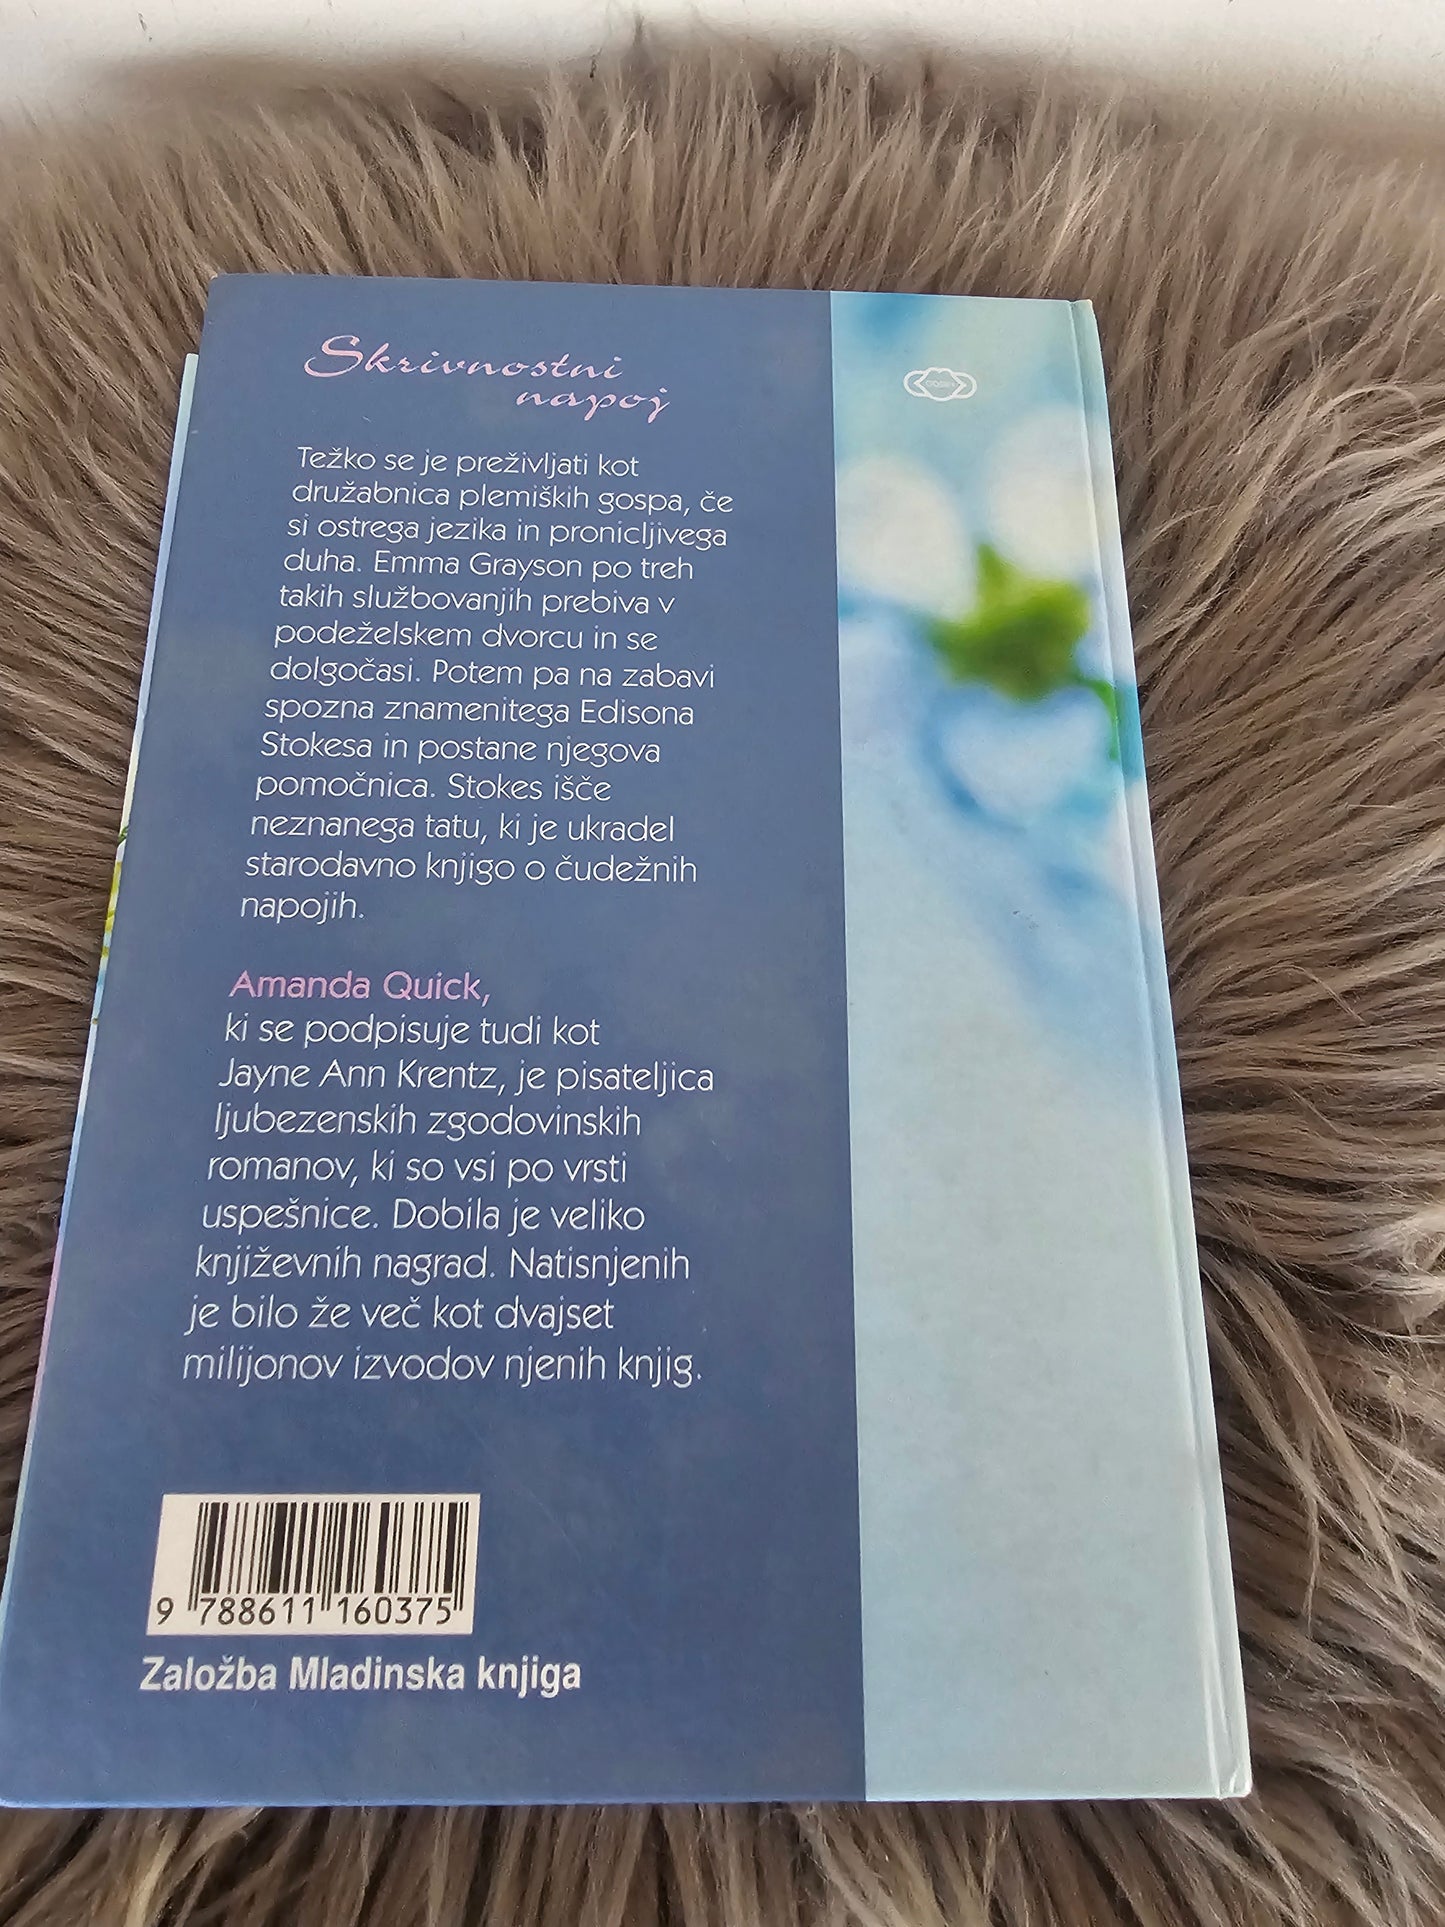 Skrivnostni
napoj
Težko se je preživljati kot
družabnica plemiških gospa, če
si ostrega jezika in pronicljivega
duha. Emma Grayson po treh
takih službovanjih prebiva v
podeželskem dvorcu in se
dolgočasi. Potem pa na zabavi
spozna znamenitega Edisona
Stokesa in postane njegova
pomočnica. Stokes išče
neznanega tatu, ki je ukradel
starodavno knjigo o čudežnih
napojih.
Amanda Quick,
ki se podpisuje tudi kot
Jayne Ann Krentz, je pisateljica
ljubezenskih zgodovinskih
romanov, ki so vsi po vrsti
uspešnice. Dobila je veliko
književnih nagrad. Natisnjenih
je bilo že več kot dvajset
milijonov izvodov njenih knjig.
9 788611 160375
Založba Mladinska knjiga